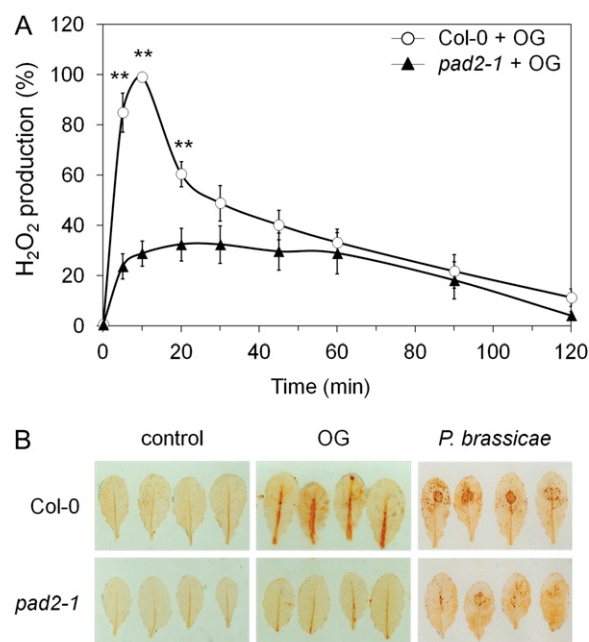 A
Col-0 + OG
pad2-1 + OG
H₂O₂ production (%)
120
100
80
60
40
20
0
**
**
**
0 20 40 60 80 100 120
Time (min)
B
control OG P. brassicae
Col-0
pad2-1